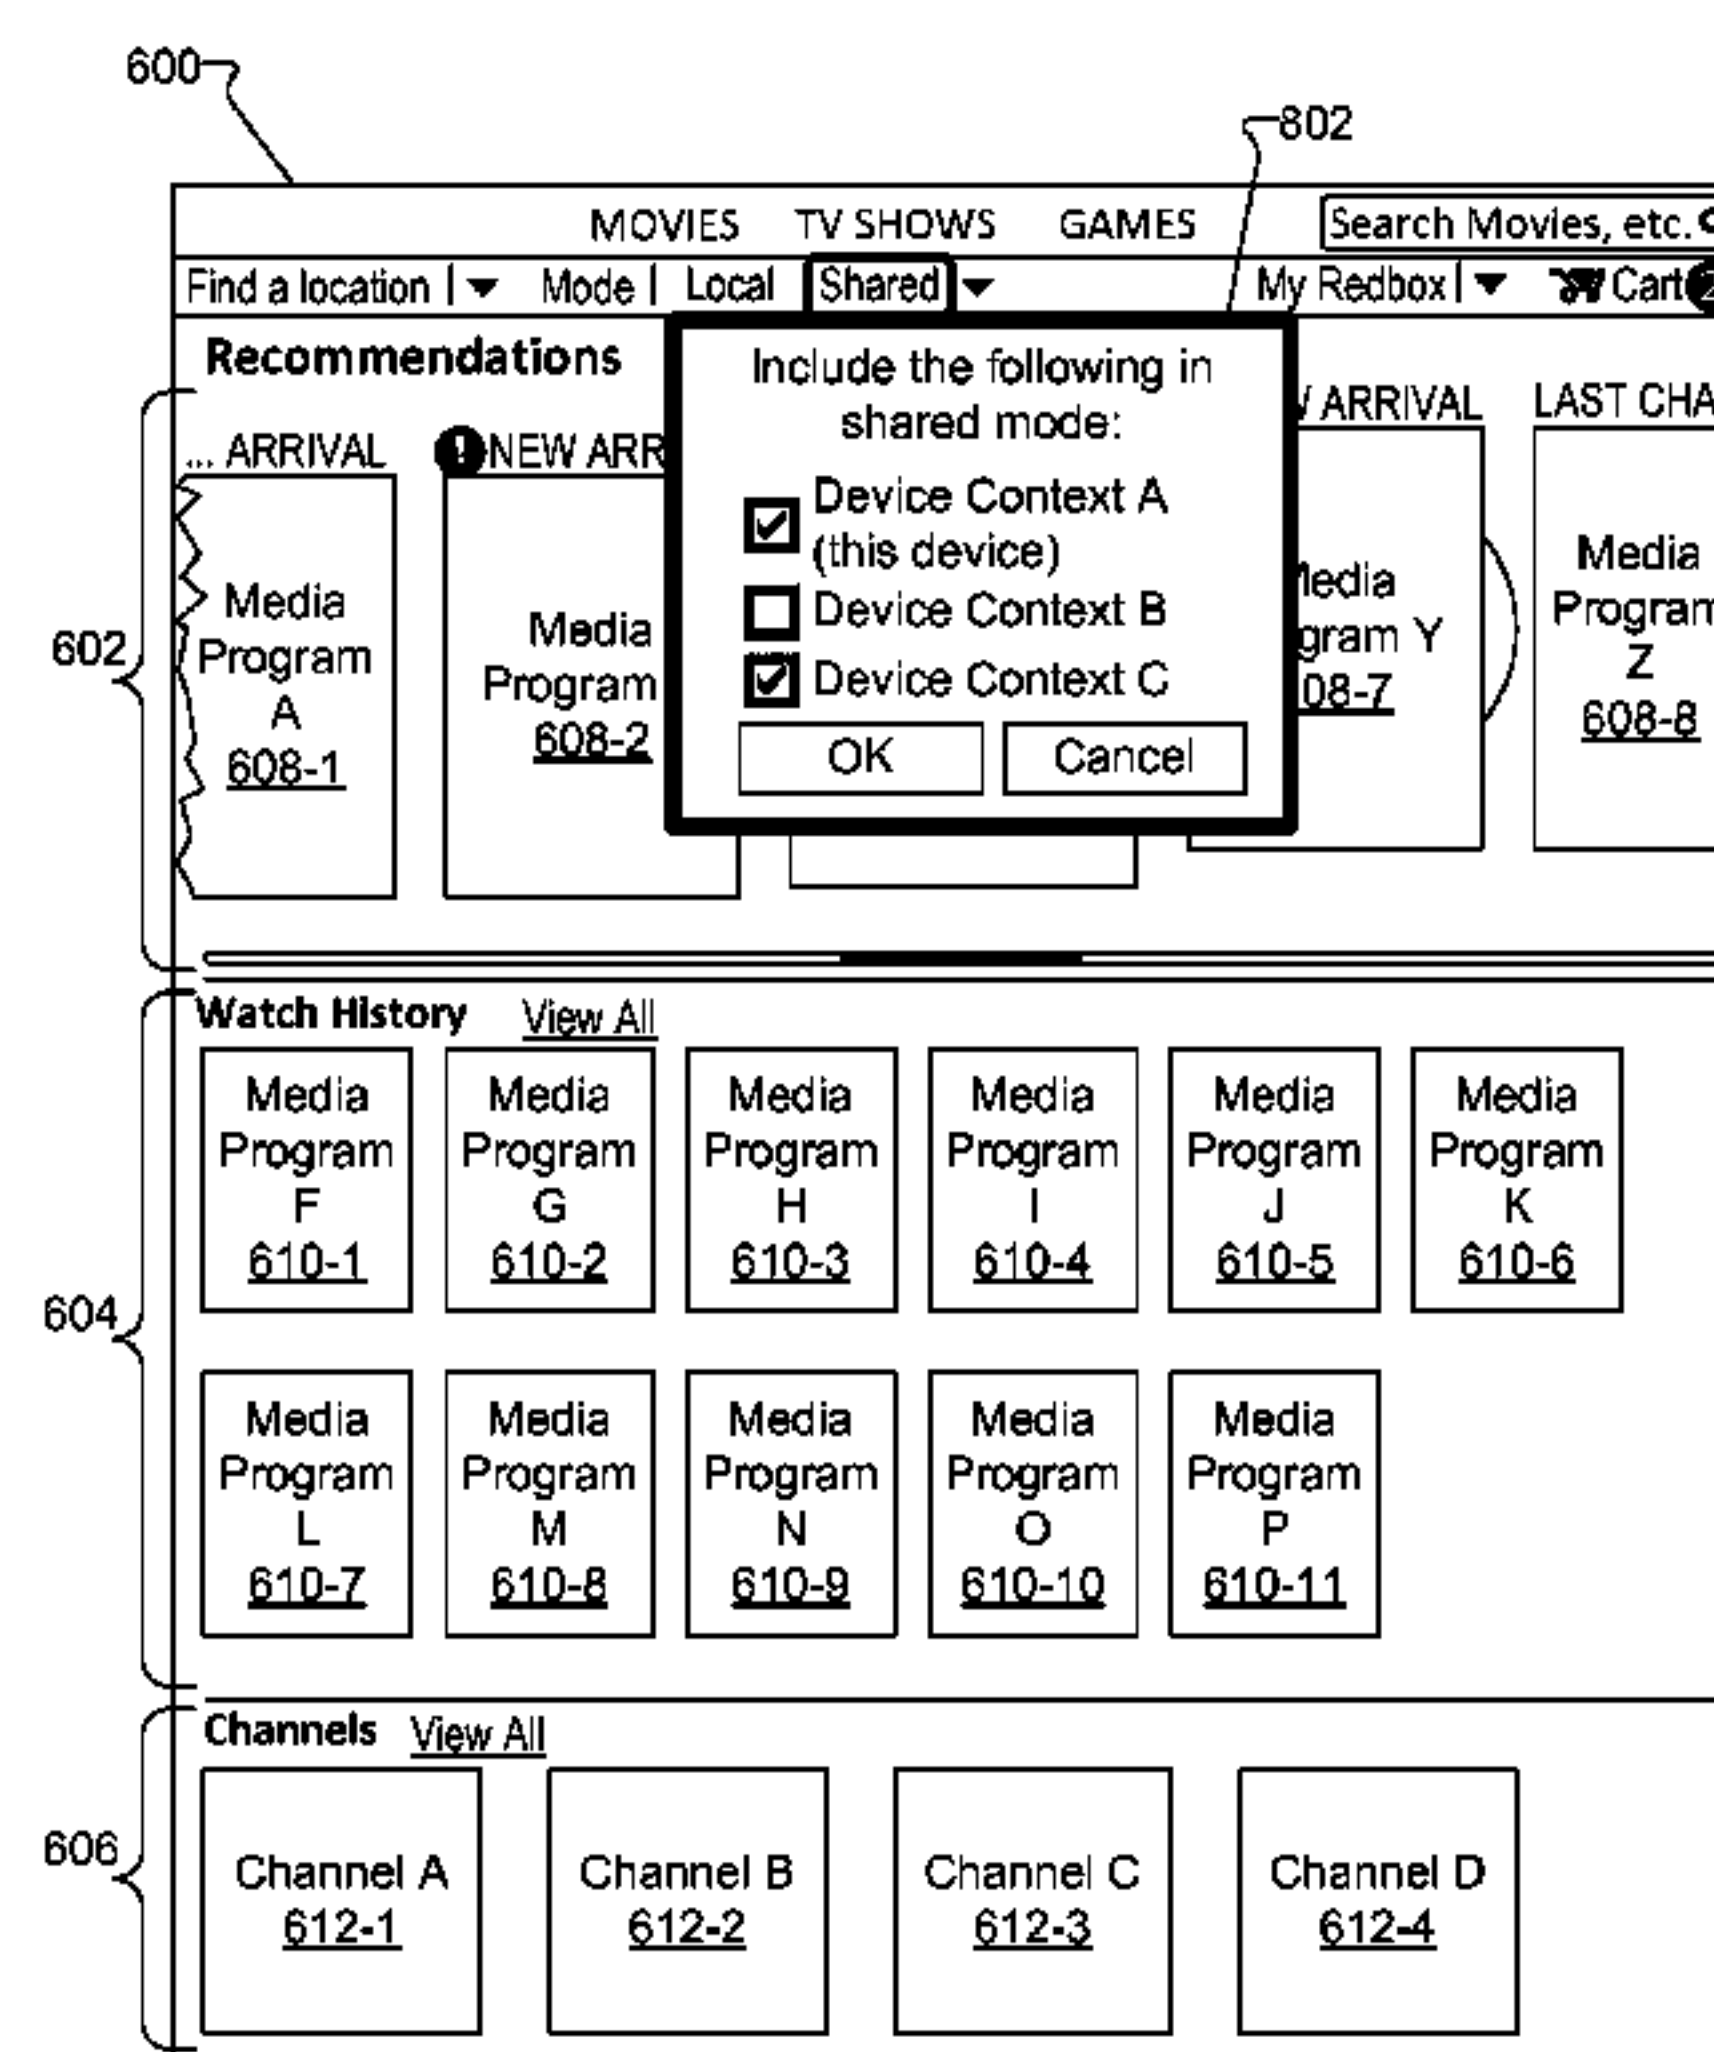 600
802
MOVIES TV SHOWS GAMES Search Movies, etc.
Find a location Mode Local Shared My Redbox Cart
Recommendations
Include the following in
shared mode:
Device Context A
(this device)
Device Context B
Device Context C
OK Cancel
... ARRIVAL
! NEW ARR
ARRIVAL
LAST CHA
602
Media
Program
A
608-1
Media
Program
608-2
edia
gram Y
08-7
Media
Program
Z
608-8
604
Watch History View All
Media
Program
F
610-1
Media
Program
G
610-2
Media
Program
H
610-3
Media
Program
I
610-4
Media
Program
J
610-5
Media
Program
K
610-6
Media
Program
L
610-7
Media
Program
M
610-8
Media
Program
N
610-9
Media
Program
O
610-10
Media
Program
P
610-11
606
Channels View All
Channel A
612-1
Channel B
612-2
Channel C
612-3
Channel D
612-4